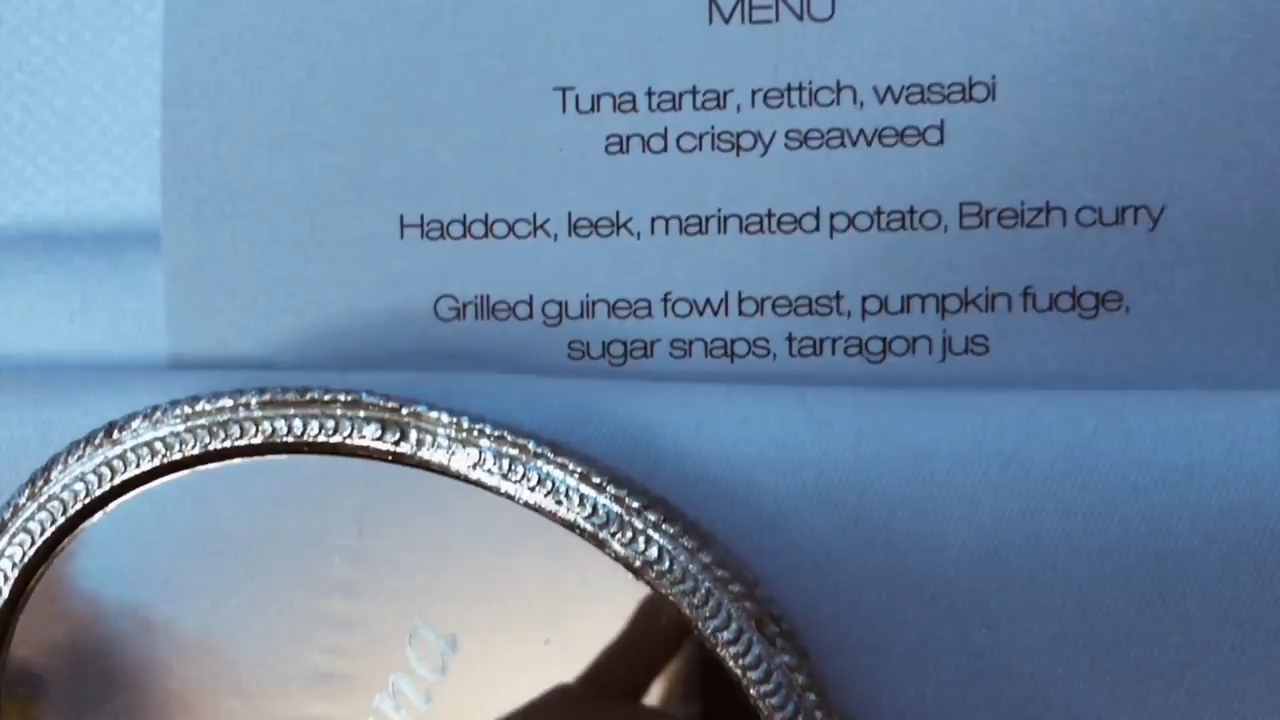 MENU
Tuna tartar, rettich, wasabi
and crispy seaweed
Haddock, leek, marinated potato, Breizh curry
Grilled guinea fowl breast, pumpkin fudge,
sugar snaps, tarragon jus